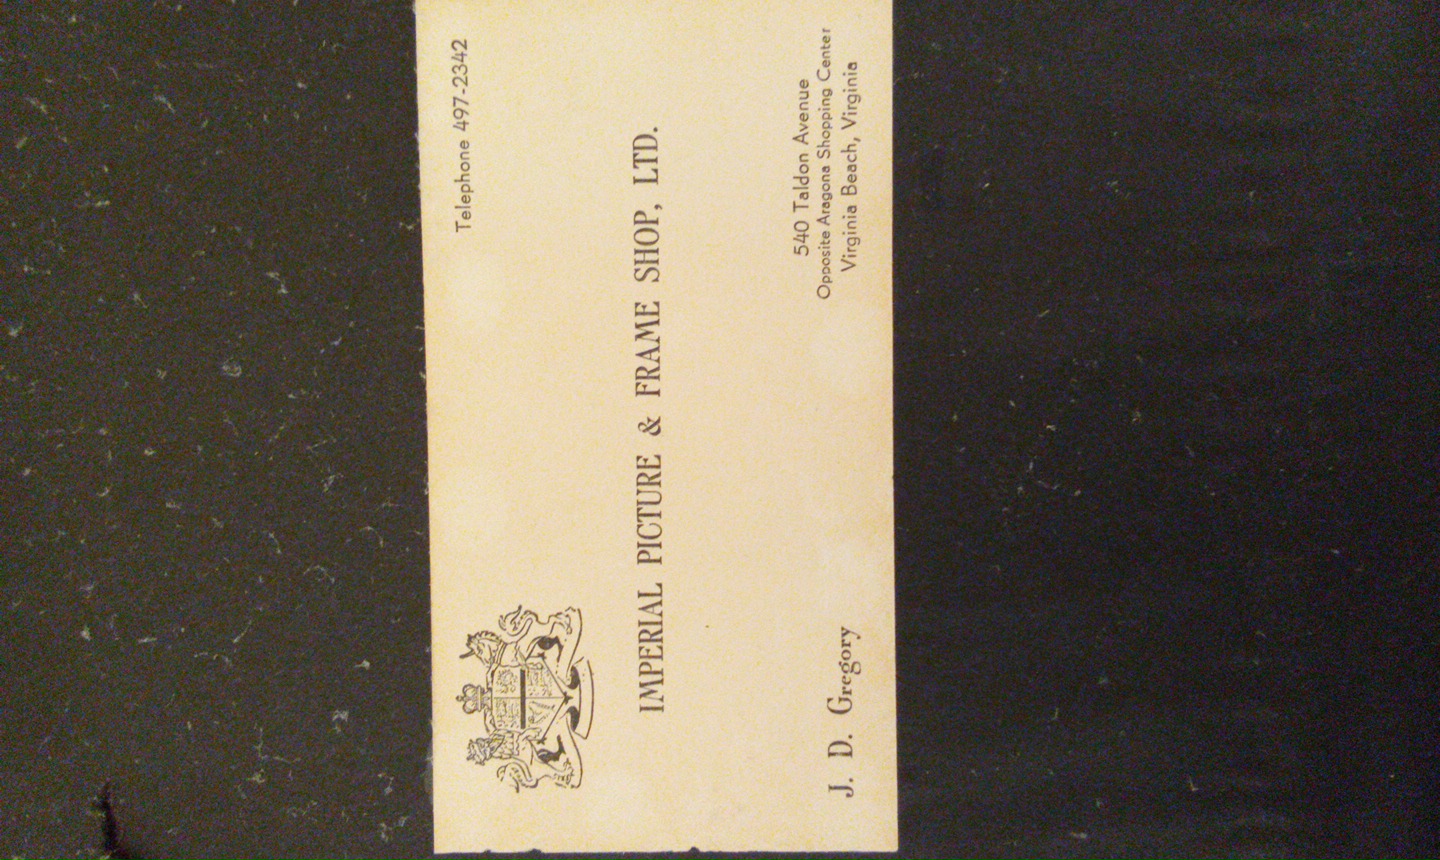 Telephone 497-2342
IMPERIAL PICTURE & FRAME SHOP, LTD.
J. D. Gregory
540 Taldon Avenue
Opposite Aragona Shopping Center
Virginia Beach, Virginia